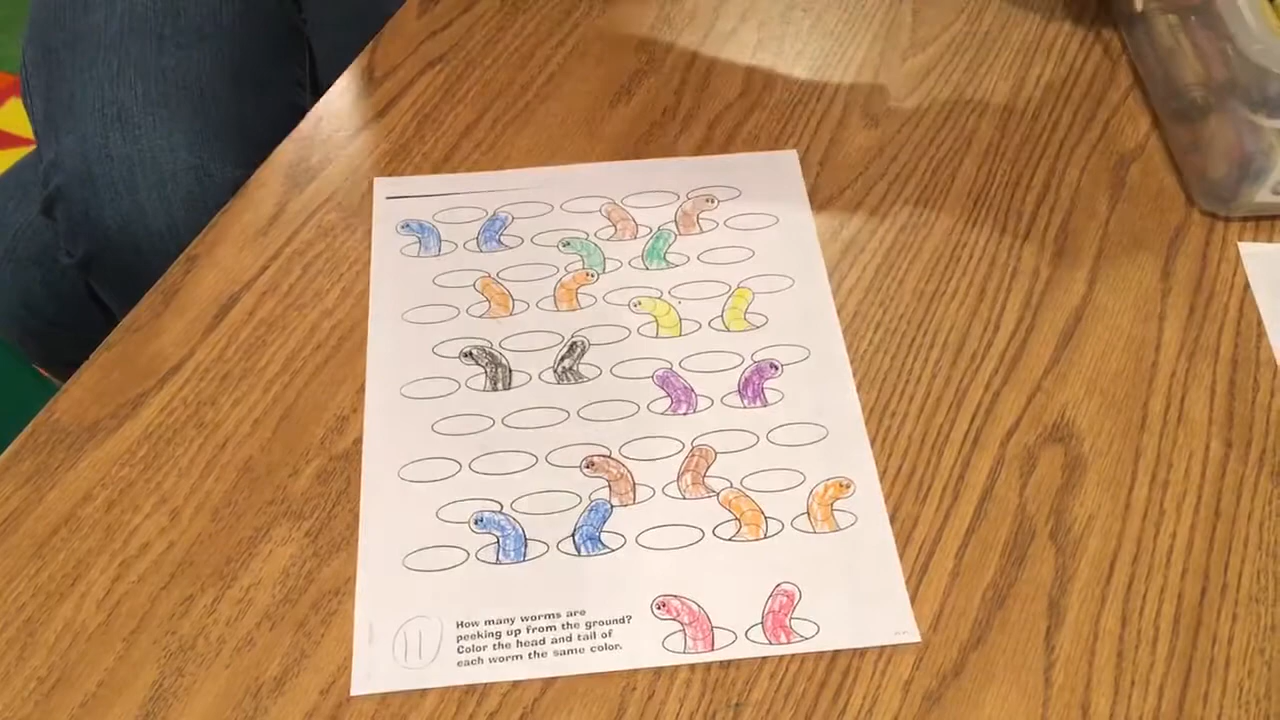 11
How many worms are
peeking up from the ground?
Color the head and tail of
each worm the same color.